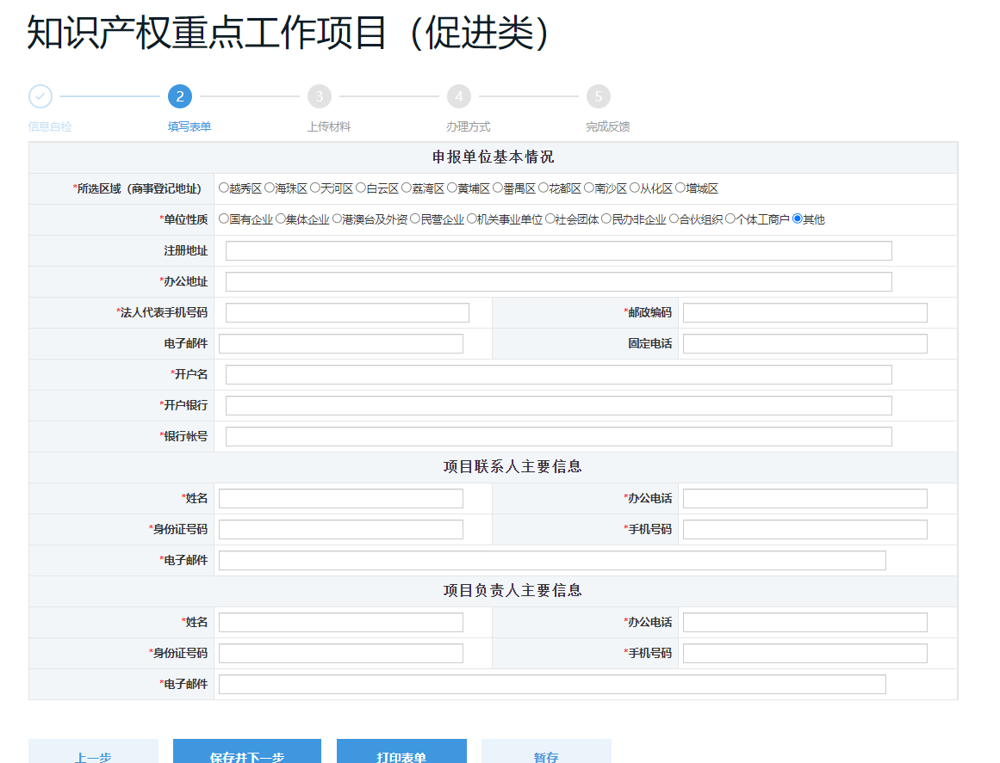 知识产权重点工作项目（促进类）
2 3 4 5
信息自检 填写表单 上传材料 办理方式 完成反馈
申报单位基本情况
*所选区域（商事登记地址） 越秀区 海珠区 天河区 白云区 荔湾区 黄埔区 番禺区 花都区 南沙区 从化区 增城区
*单位性质 国有企业 集体企业 港澳台及外资 民营企业 机关事业单位 社会团体 民办非企业 合伙组织 个体工商户 其他
注册地址
*办公地址
*法人代表手机号码 *邮政编码
电子邮件 固定电话
*开户名
*开户银行
*银行帐号
项目联系人主要信息
*姓名 *办公电话
*身份证号码 *手机号码
*电子邮件
项目负责人主要信息
*姓名 *办公电话
*身份证号码 *手机号码
*电子邮件
上一步 保存并下一步 打印表单 暂存